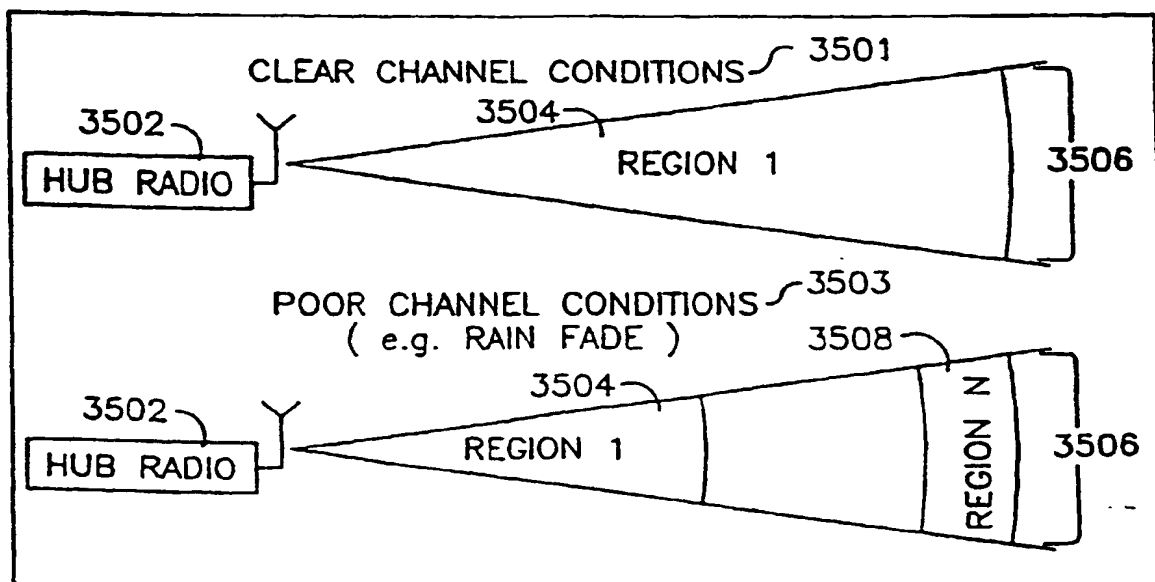 CLEAR CHANNEL CONDITIONS 3501
3504
3502
HUB RADIO
REGION 1
3506
POOR CHANNEL CONDITIONS 3503
( e.g. RAIN FADE )
3508
3504
3502
HUB RADIO
REGION 1
REGION N
3506